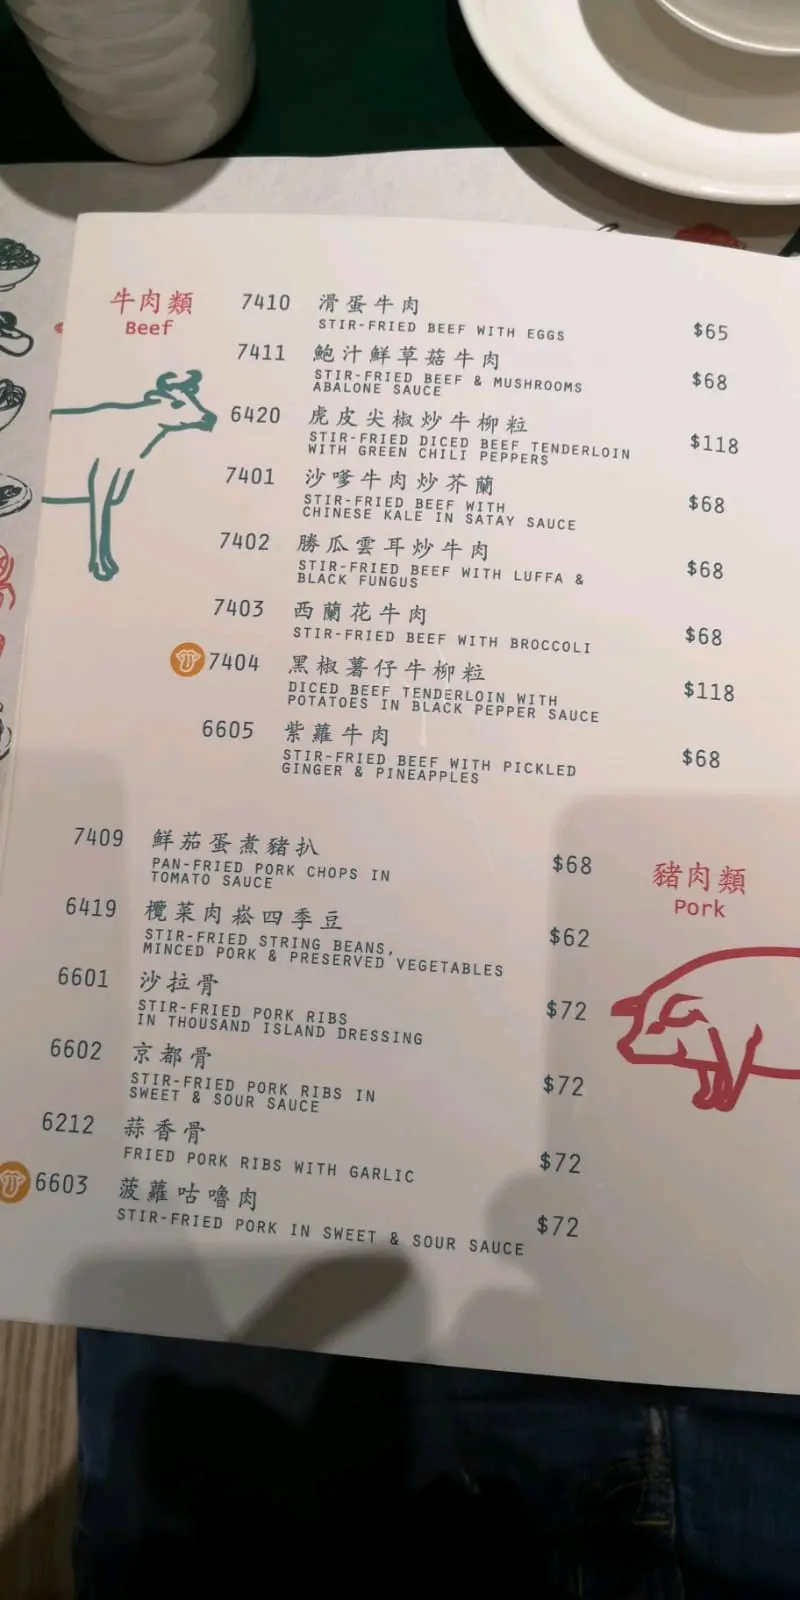 牛肉類
Beef
7410 滑蛋牛肉
STIR-FRIED BEEF WITH EGGS $65
7411 鮑汁鮮草菇牛肉
STIR-FRIED BEEF & MUSHROOMS $68
ABALONE SAUCE
6420 虎皮尖椒炒牛柳粒
STIR-FRIED DICED BEEF TENDERLOIN $118
WITH GREEN CHILI PEPPERS
7401 沙嗲牛肉炒芥蘭
STIR-FRIED BEEF WITH $68
CHINESE KALE IN SATAY SAUCE
7402 勝瓜雲耳炒牛肉
STIR-FRIED BEEF WITH LUFFA & $68
BLACK FUNGUS
7403 西蘭花牛肉
STIR-FRIED BEEF WITH BROCCOLI $68
7404 黑椒薯仔牛柳粒
DICED BEEF TENDERLOIN WITH $118
POTATOES IN BLACK PEPPER SAUCE
6605 紫蘿牛肉
STIR-FRIED BEEF WITH PICKLED $68
GINGER & PINEAPPLES
豬肉類
Pork
7409 鮮茄蛋煮豬扒
PAN-FRIED PORK CHOPS IN $68
TOMATO SAUCE
6419 欖菜肉崧四季豆
STIR-FRIED STRING BEANS, $62
MINCED PORK & PRESERVED VEGETABLES
6601 沙拉骨
STIR-FRIED PORK RIBS $72
IN THOUSAND ISLAND DRESSING
6602 京都骨
STIR-FRIED PORK RIBS IN $72
SWEET & SOUR SAUCE
6212 蒜香骨
FRIED PORK RIBS WITH GARLIC $72
6603 菠蘿咕嚕肉
STIR-FRIED PORK IN SWEET & SOUR SAUCE $72